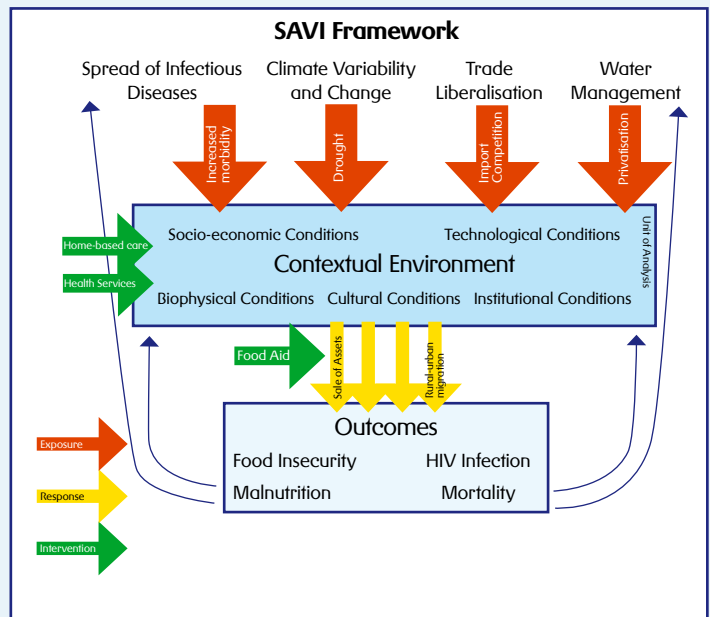 SAVI Framework
Spread of Infectious
Diseases
Climate Variability
and Change
Trade
Liberalisation
Water
Management
Increased
morbidity
Drought
Import
Competition
Privatisation
Home-based care
Health Services
Socio-economic Conditions
Technological Conditions
Contextual Environment
Biophysical Conditions
Cultural Conditions
Institutional Conditions
Unit of Analysis
Food Aid
Sale of Assets
Rural-urban
migration
Outcomes
Food Insecurity
HIV Infection
Malnutrition
Mortality
Exposure
Response
Intervention